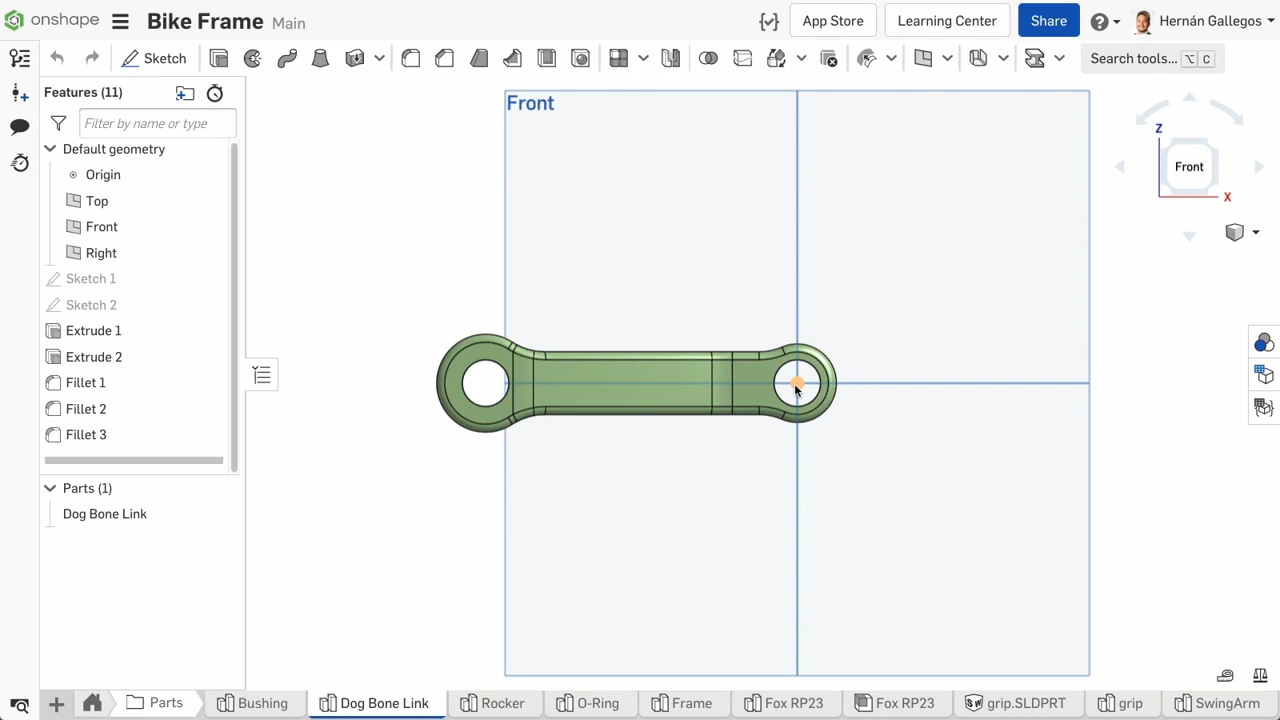 onshape
Bike Frame Main
App Store
Learning Center
Share
Hernán Gallegos
Sketch
Search tools... ⌥ C
Features (11)
Filter by name or type
Default geometry
Origin
Top
Front
Right
Sketch 1
Sketch 2
Extrude 1
Extrude 2
Fillet 1
Fillet 2
Fillet 3
Parts (1)
Dog Bone Link
Front
Z
Front
X
Parts
Bushing
Dog Bone Link
Rocker
O-Ring
Frame
Fox RP23
Fox RP23
grip.SLDPRT
grip
SwingArm